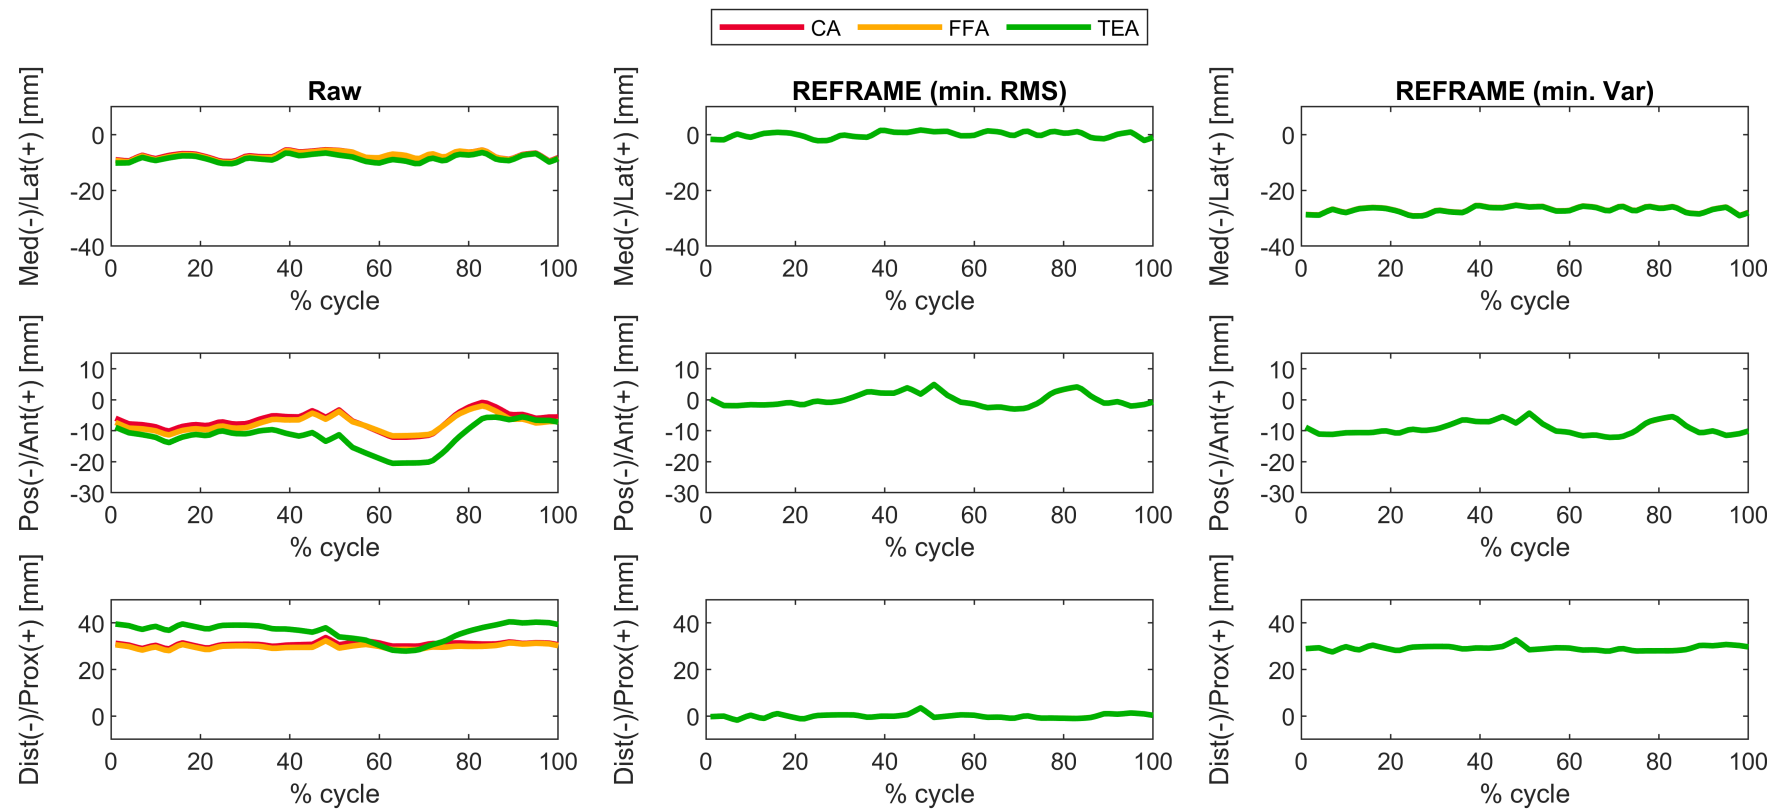 CA FFA TEA
Raw REFRAME (min. RMS) REFRAME (min. Var)
Med(-)/Lat(+) [mm] Med(-)/Lat(+) [mm] Med(-)/Lat(+) [mm]
0 0 0
-20 -20 -20
-40 -40 -40
0 20 40 60 80 100 0 20 40 60 80 100 0 20 40 60 80 100
% cycle % cycle % cycle
Pos(-)/Ant(+) [mm] Pos(-)/Ant(+) [mm] Pos(-)/Ant(+) [mm]
10 10 10
0 0 0
-10 -10 -10
-20 -20 -20
-30 -30 -30
0 20 40 60 80 100 0 20 40 60 80 100 0 20 40 60 80 100
% cycle % cycle % cycle
Dist(-)/Prox(+) [mm] Dist(-)/Prox(+) [mm] Dist(-)/Prox(+) [mm]
40 40 40
20 20 20
0 0 0
0 20 40 60 80 100 0 20 40 60 80 100 0 20 40 60 80 100
% cycle % cycle % cycle